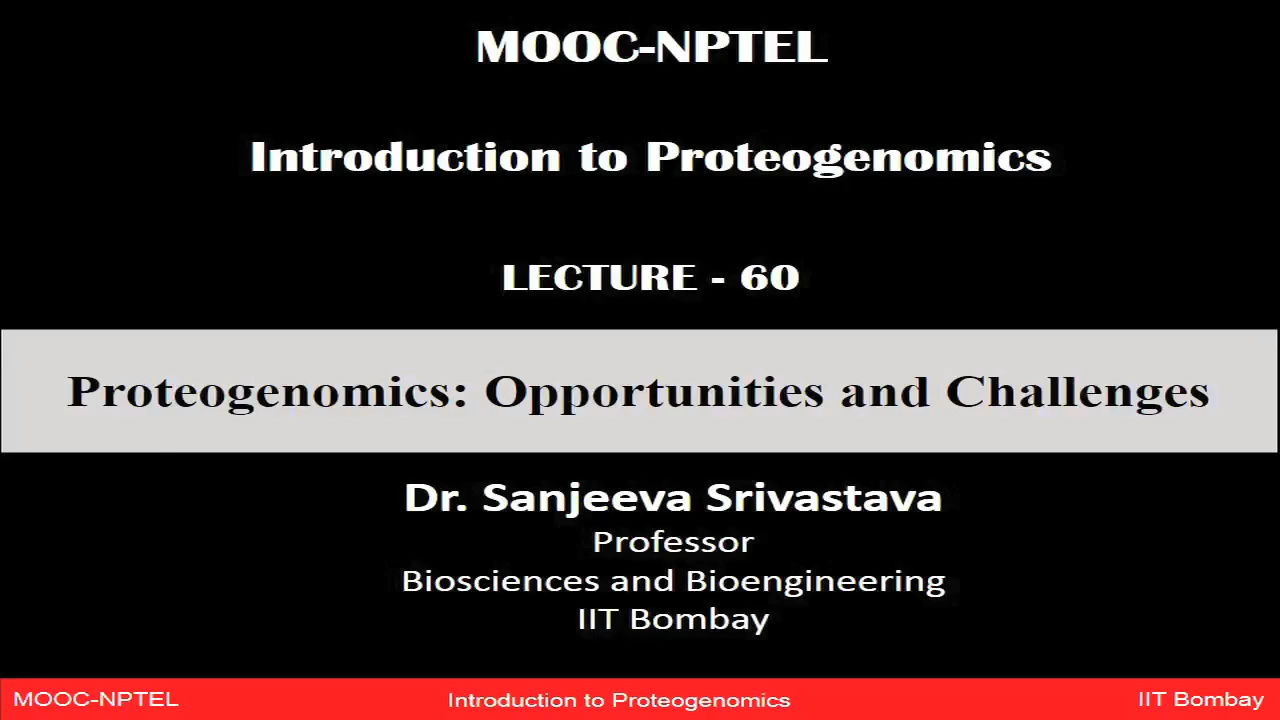 MOOC-NPTEL
Introduction to Proteogenomics
LECTURE - 60
Proteogenomics: Opportunities and Challenges
Dr. Sanjeeva Srivastava
Professor
Biosciences and Bioengineering
IIT Bombay
MOOC-NPTEL
Introduction to Proteogenomics
IIT Bombay